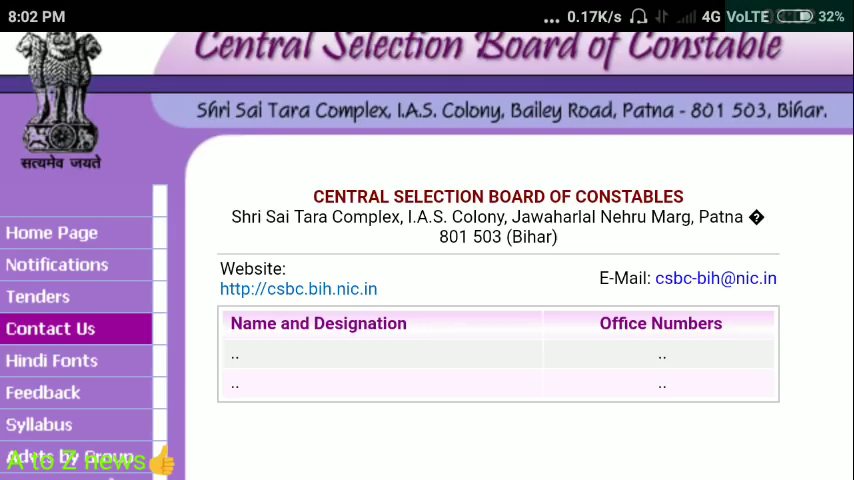 8:02 PM
... 0.17K/s 4G VoLTE 32%
Central Selection Board of Constable
Shri Sai Tara Complex, I.A.S. Colony, Bailey Road, Patna - 801 503, Bihar.
सत्यमेव जयते
CENTRAL SELECTION BOARD OF CONSTABLES
Shri Sai Tara Complex, I.A.S. Colony, Jawaharlal Nehru Marg, Patna �
801 503 (Bihar)
Website:
http://csbc.bih.nic.in
E-Mail: csbc-bih@nic.in
Name and Designation Office Numbers
.. ..
.. ..
Home Page
Notifications
Tenders
Contact Us
Hindi Fonts
Feedback
Syllabus
Advts by Group
A to Z news👍